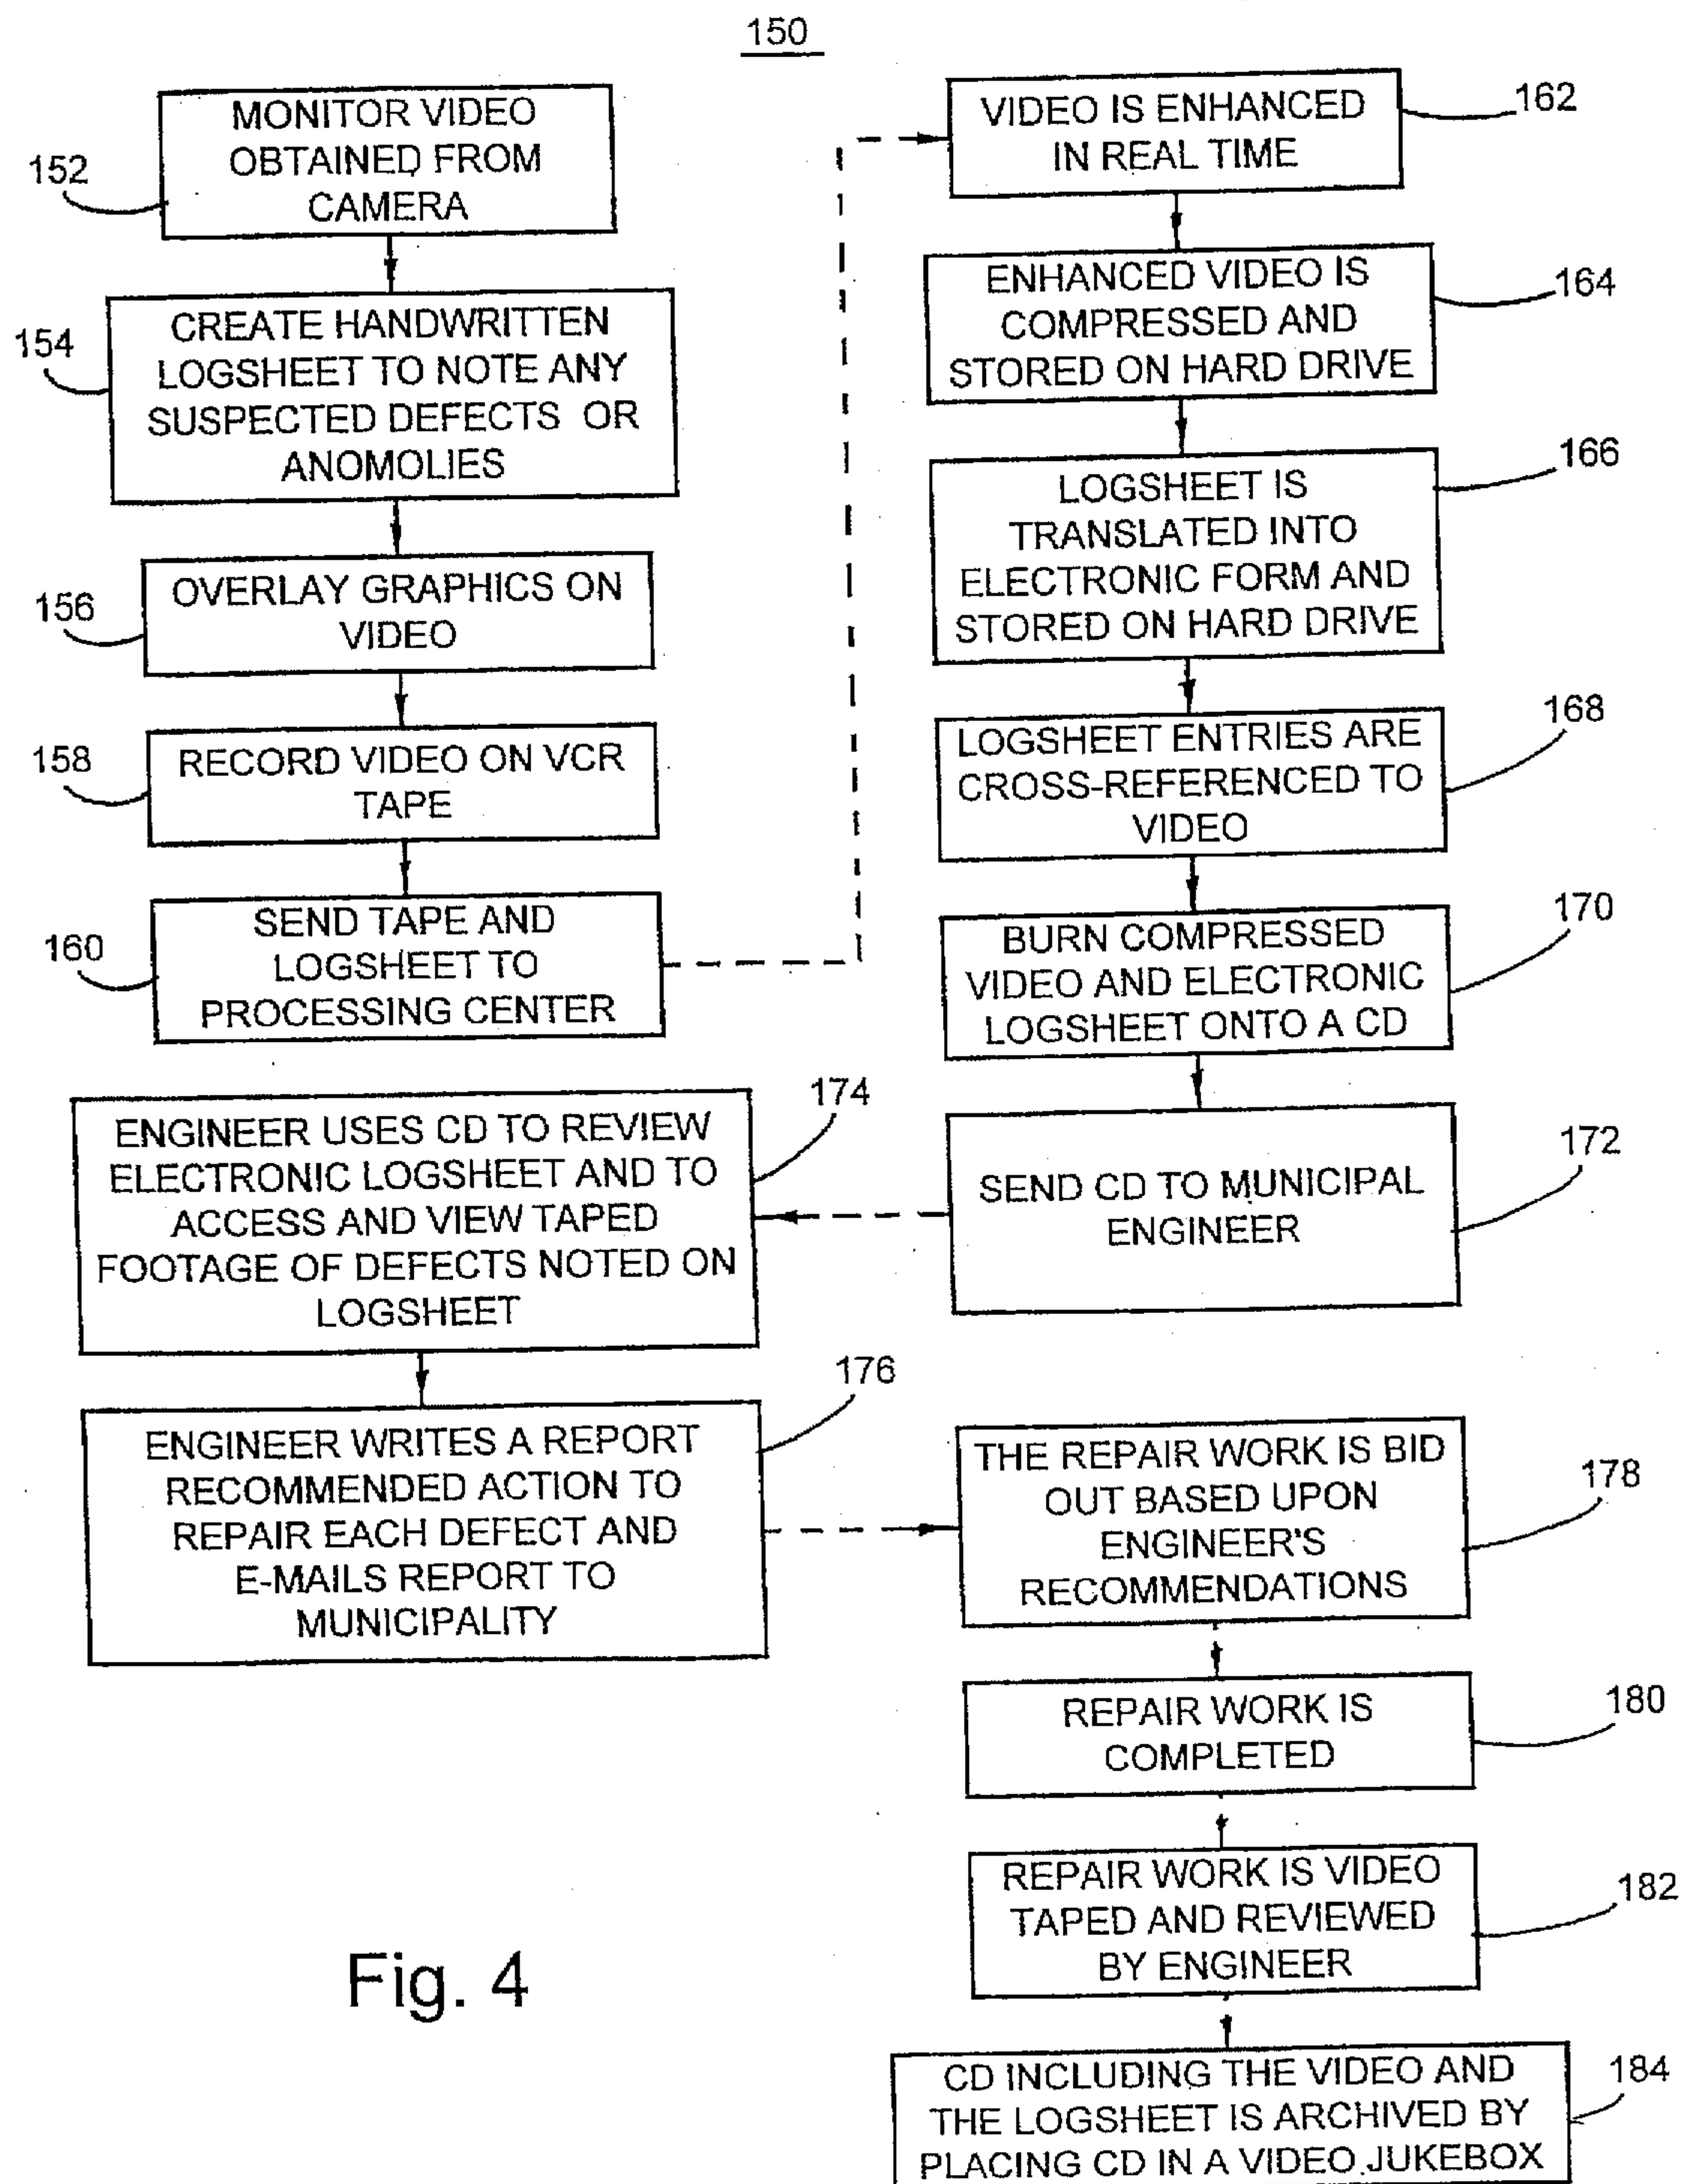 150
152
MONITOR VIDEO
OBTAINED FROM
CAMERA
154
CREATE HANDWRITTEN
LOGSHEET TO NOTE ANY
SUSPECTED DEFECTS OR
ANOMOLIES
156
OVERLAY GRAPHICS ON
VIDEO
158
RECORD VIDEO ON VCR
TAPE
160
SEND TAPE AND
LOGSHEET TO
PROCESSING CENTER
162
VIDEO IS ENHANCED
IN REAL TIME
164
ENHANCED VIDEO IS
COMPRESSED AND
STORED ON HARD DRIVE
166
LOGSHEET IS
TRANSLATED INTO
ELECTRONIC FORM AND
STORED ON HARD DRIVE
168
LOGSHEET ENTRIES ARE
CROSS-REFERENCED TO
VIDEO
170
BURN COMPRESSED
VIDEO AND ELECTRONIC
LOGSHEET ONTO A CD
172
SEND CD TO MUNICIPAL
ENGINEER
174
ENGINEER USES CD TO REVIEW
ELECTRONIC LOGSHEET AND TO
ACCESS AND VIEW TAPED
FOOTAGE OF DEFECTS NOTED ON
LOGSHEET
176
ENGINEER WRITES A REPORT
RECOMMENDED ACTION TO
REPAIR EACH DEFECT AND
E-MAILS REPORT TO
MUNICIPALITY
178
THE REPAIR WORK IS BID
OUT BASED UPON
ENGINEER'S
RECOMMENDATIONS
180
REPAIR WORK IS
COMPLETED
182
REPAIR WORK IS VIDEO
TAPED AND REVIEWED
BY ENGINEER
184
CD INCLUDING THE VIDEO AND
THE LOGSHEET IS ARCHIVED BY
PLACING CD IN A VIDEO JUKEBOX
Fig. 4